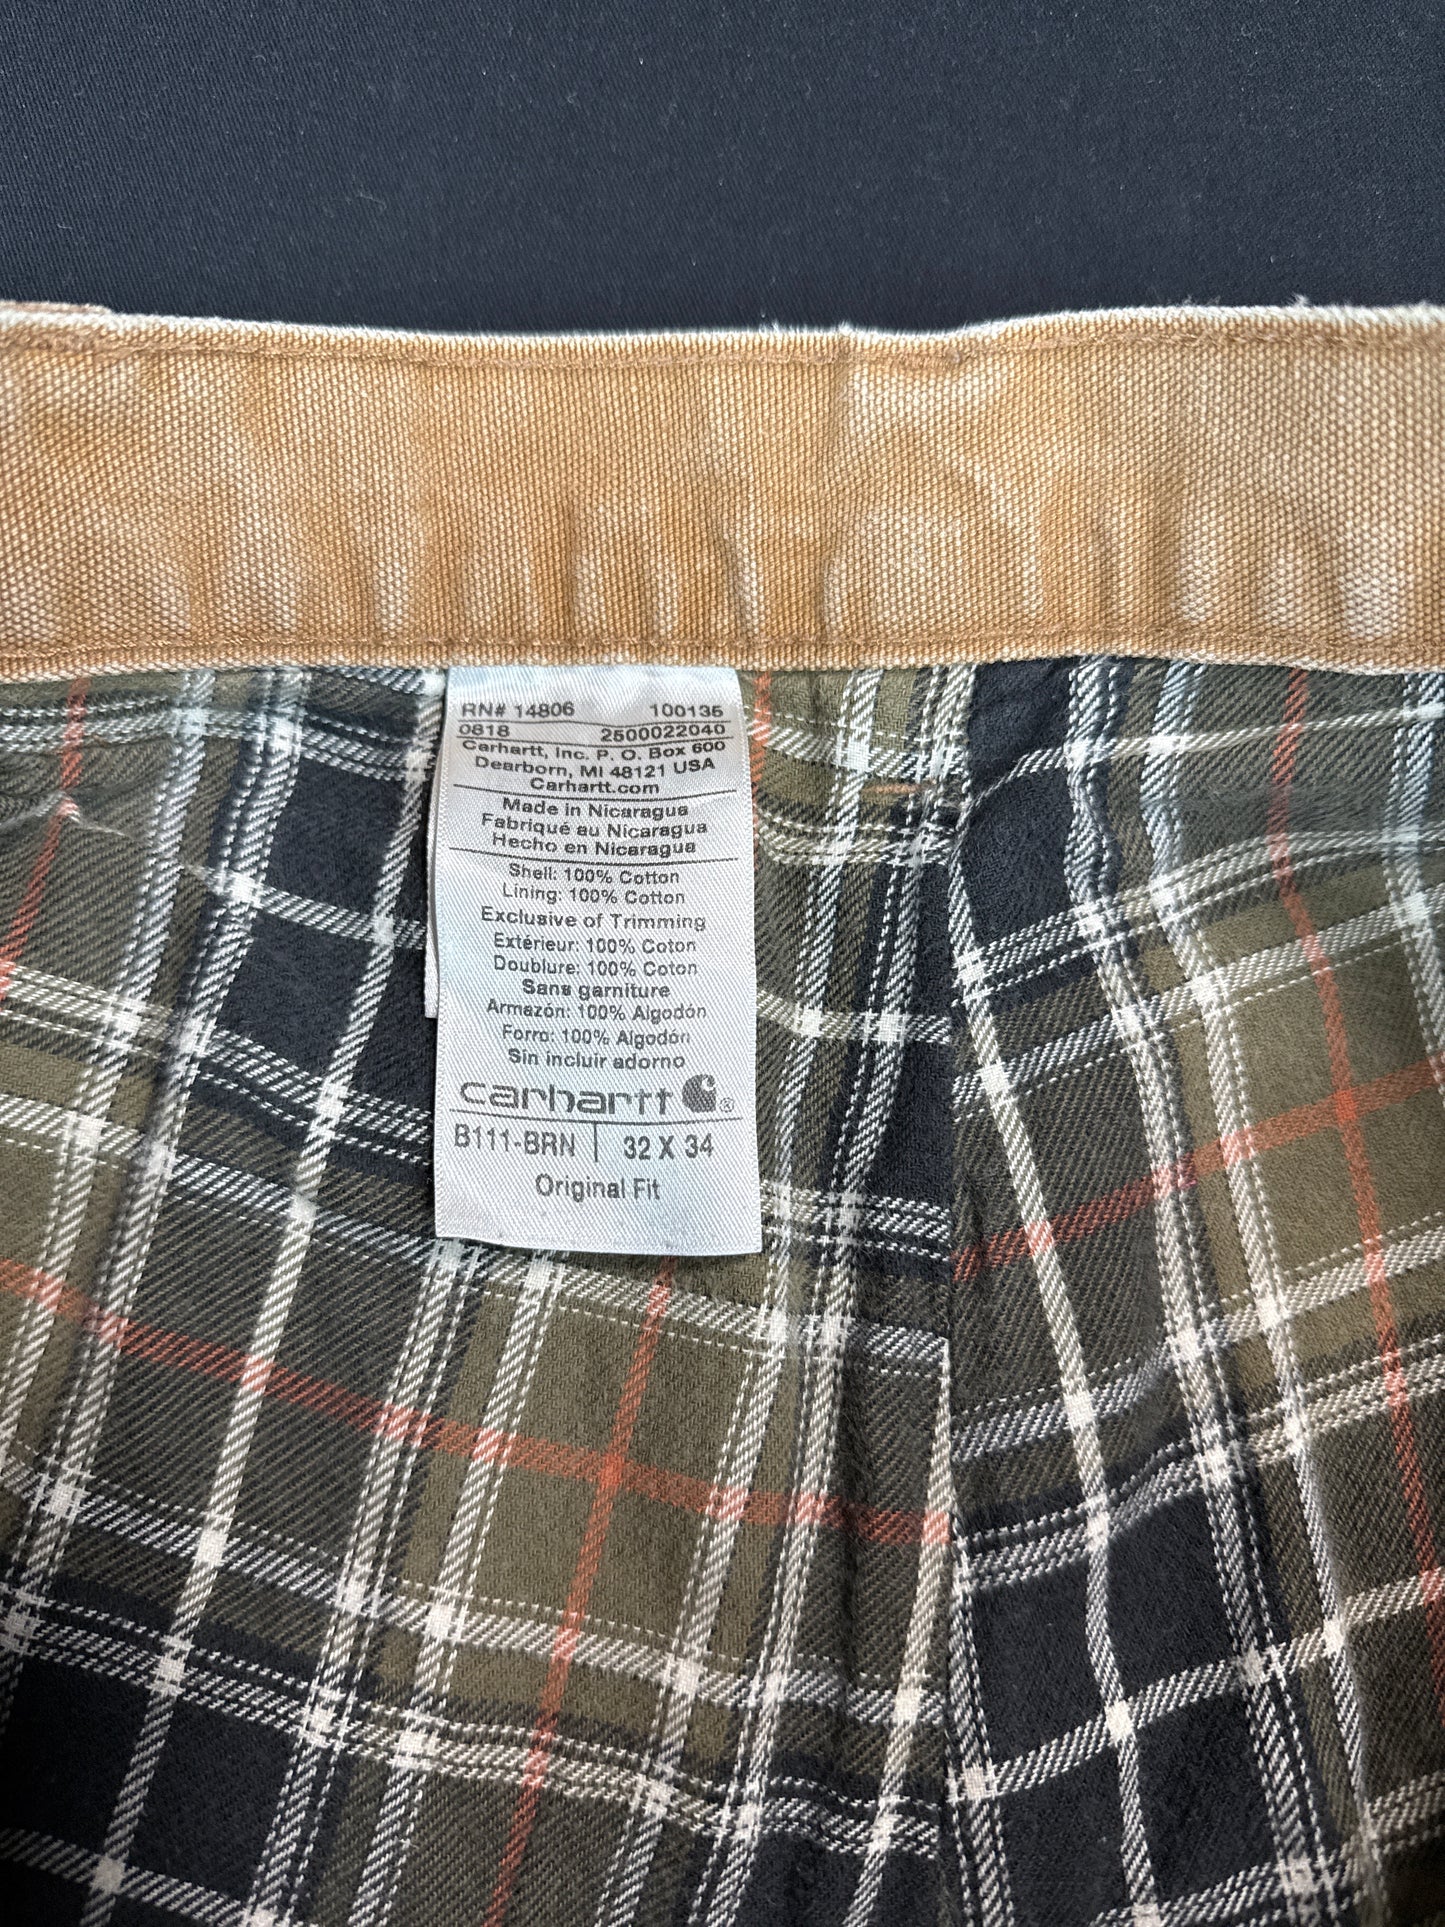 RN# 14806 100135
0818 2500022040
Carhartt, Inc. P. O. Box 600
Dearborn, MI 48121 USA
Carhartt.com
Made in Nicaragua
Fabriqué au Nicaragua
Hecho en Nicaragua
Shell: 100% Cotton
Lining: 100% Cotton
Exclusive of Trimming
Extérieur: 100% Coton
Doublure: 100% Coton
Sans garniture
Armazón: 100% Algodón
Forro: 100% Algodón
Sin incluir adorno
carhartt ®
B111-BRN | 32 X 34
Original Fit